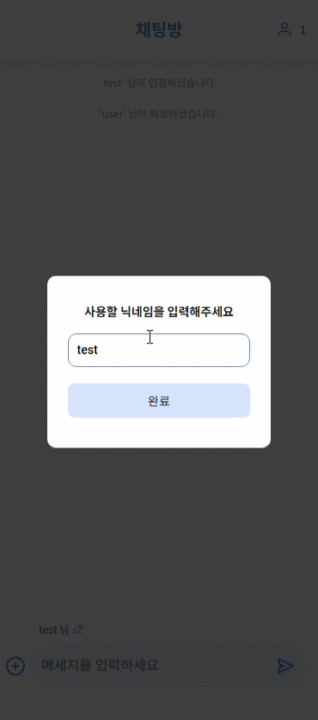 채팅방
1
'test' 님이 입장하셨습니다.
'user' 님이 퇴장하셨습니다.
사용할 닉네임을 입력해주세요
test
완료
test 님
메세지를 입력하세요